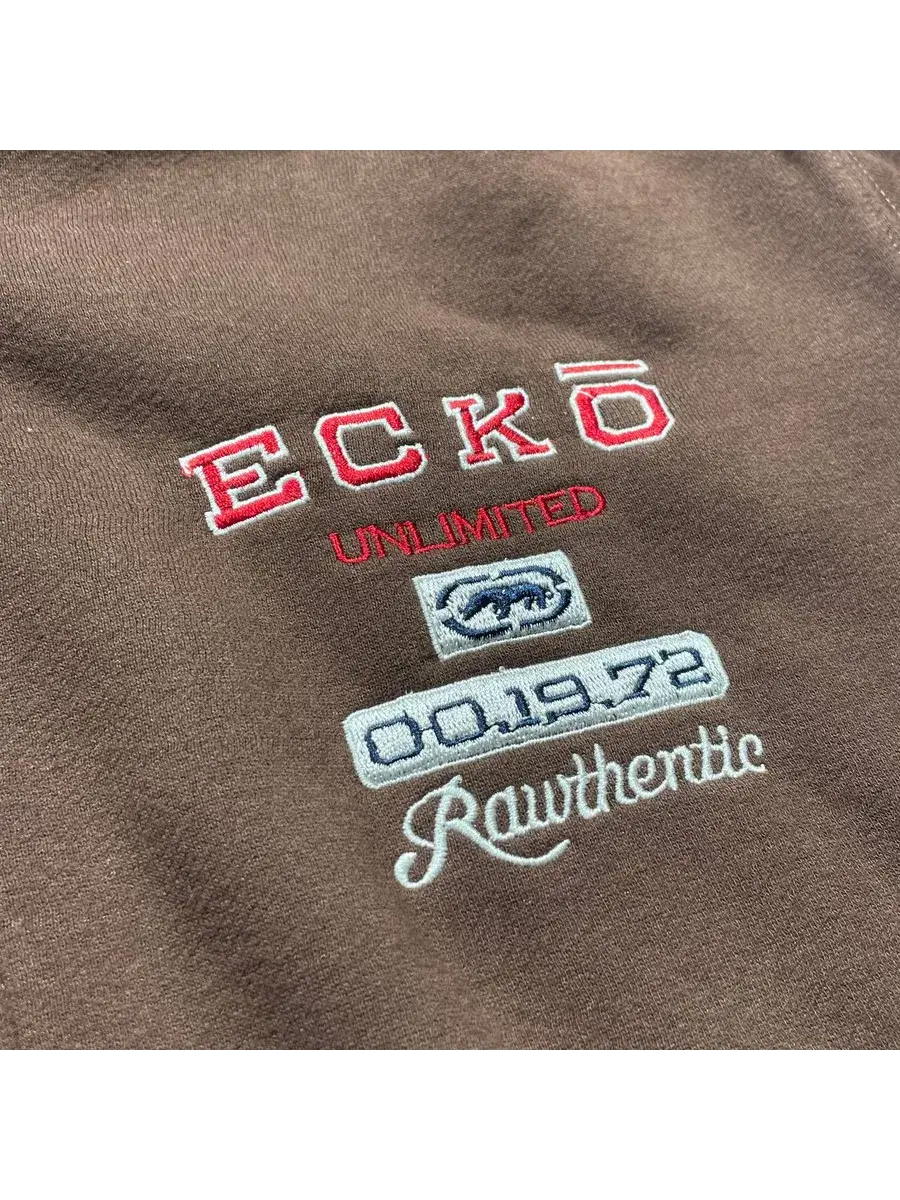 ECKŌ
UNLIMITED
00.19.72
Rawthentic